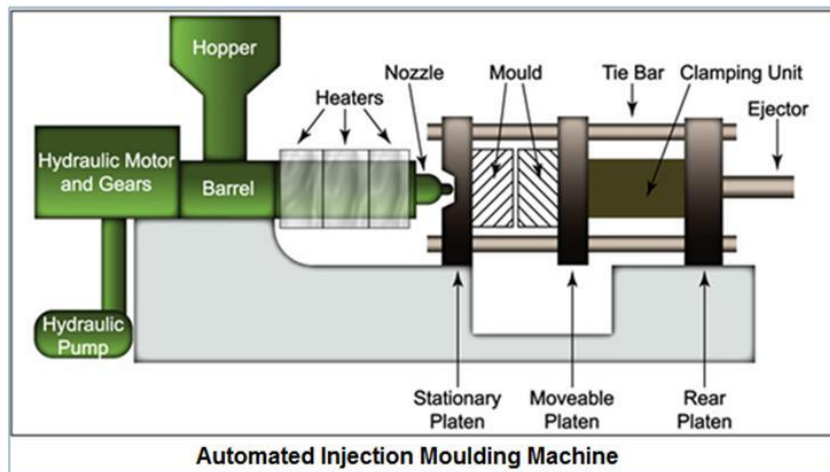 Hopper
Nozzle
Mould
Tie Bar
Clamping Unit
Heaters
Ejector
Hydraulic Motor
and Gears
Barrel
Hydraulic
Pump
Stationary
Platen
Moveable
Platen
Rear
Platen
Automated Injection Moulding Machine